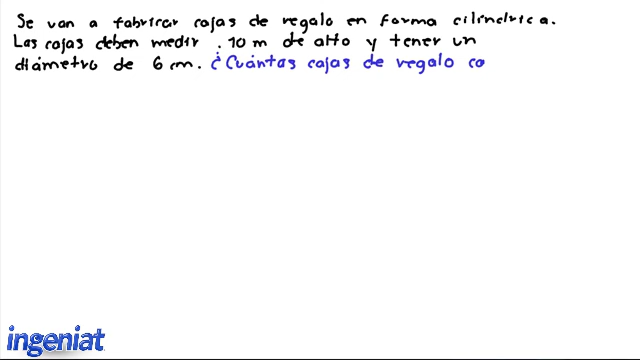 Se van a fabricar cajas de regalo en forma cilíndrica.
Las cajas deben medir .10 m de alto y tener un
diámetro de 6 cm. ¿Cuántas cajas de regalo co
ingeniat